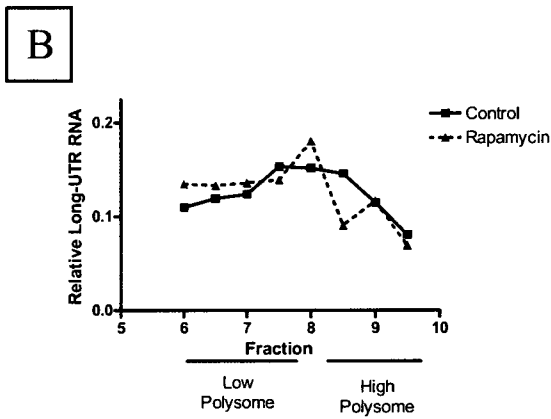 B
Relative Long-UTR RNA
0.2
0.1
0.0
5 6 7 8 9 10
Fraction
Low
Polysome
High
Polysome
Control
Rapamycin